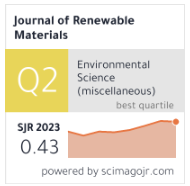 Journal of Renewable
Materials
Q2
Environmental
Science
(miscellaneous)
best quartile
SJR 2023
0.43
powered by scimagojr.com